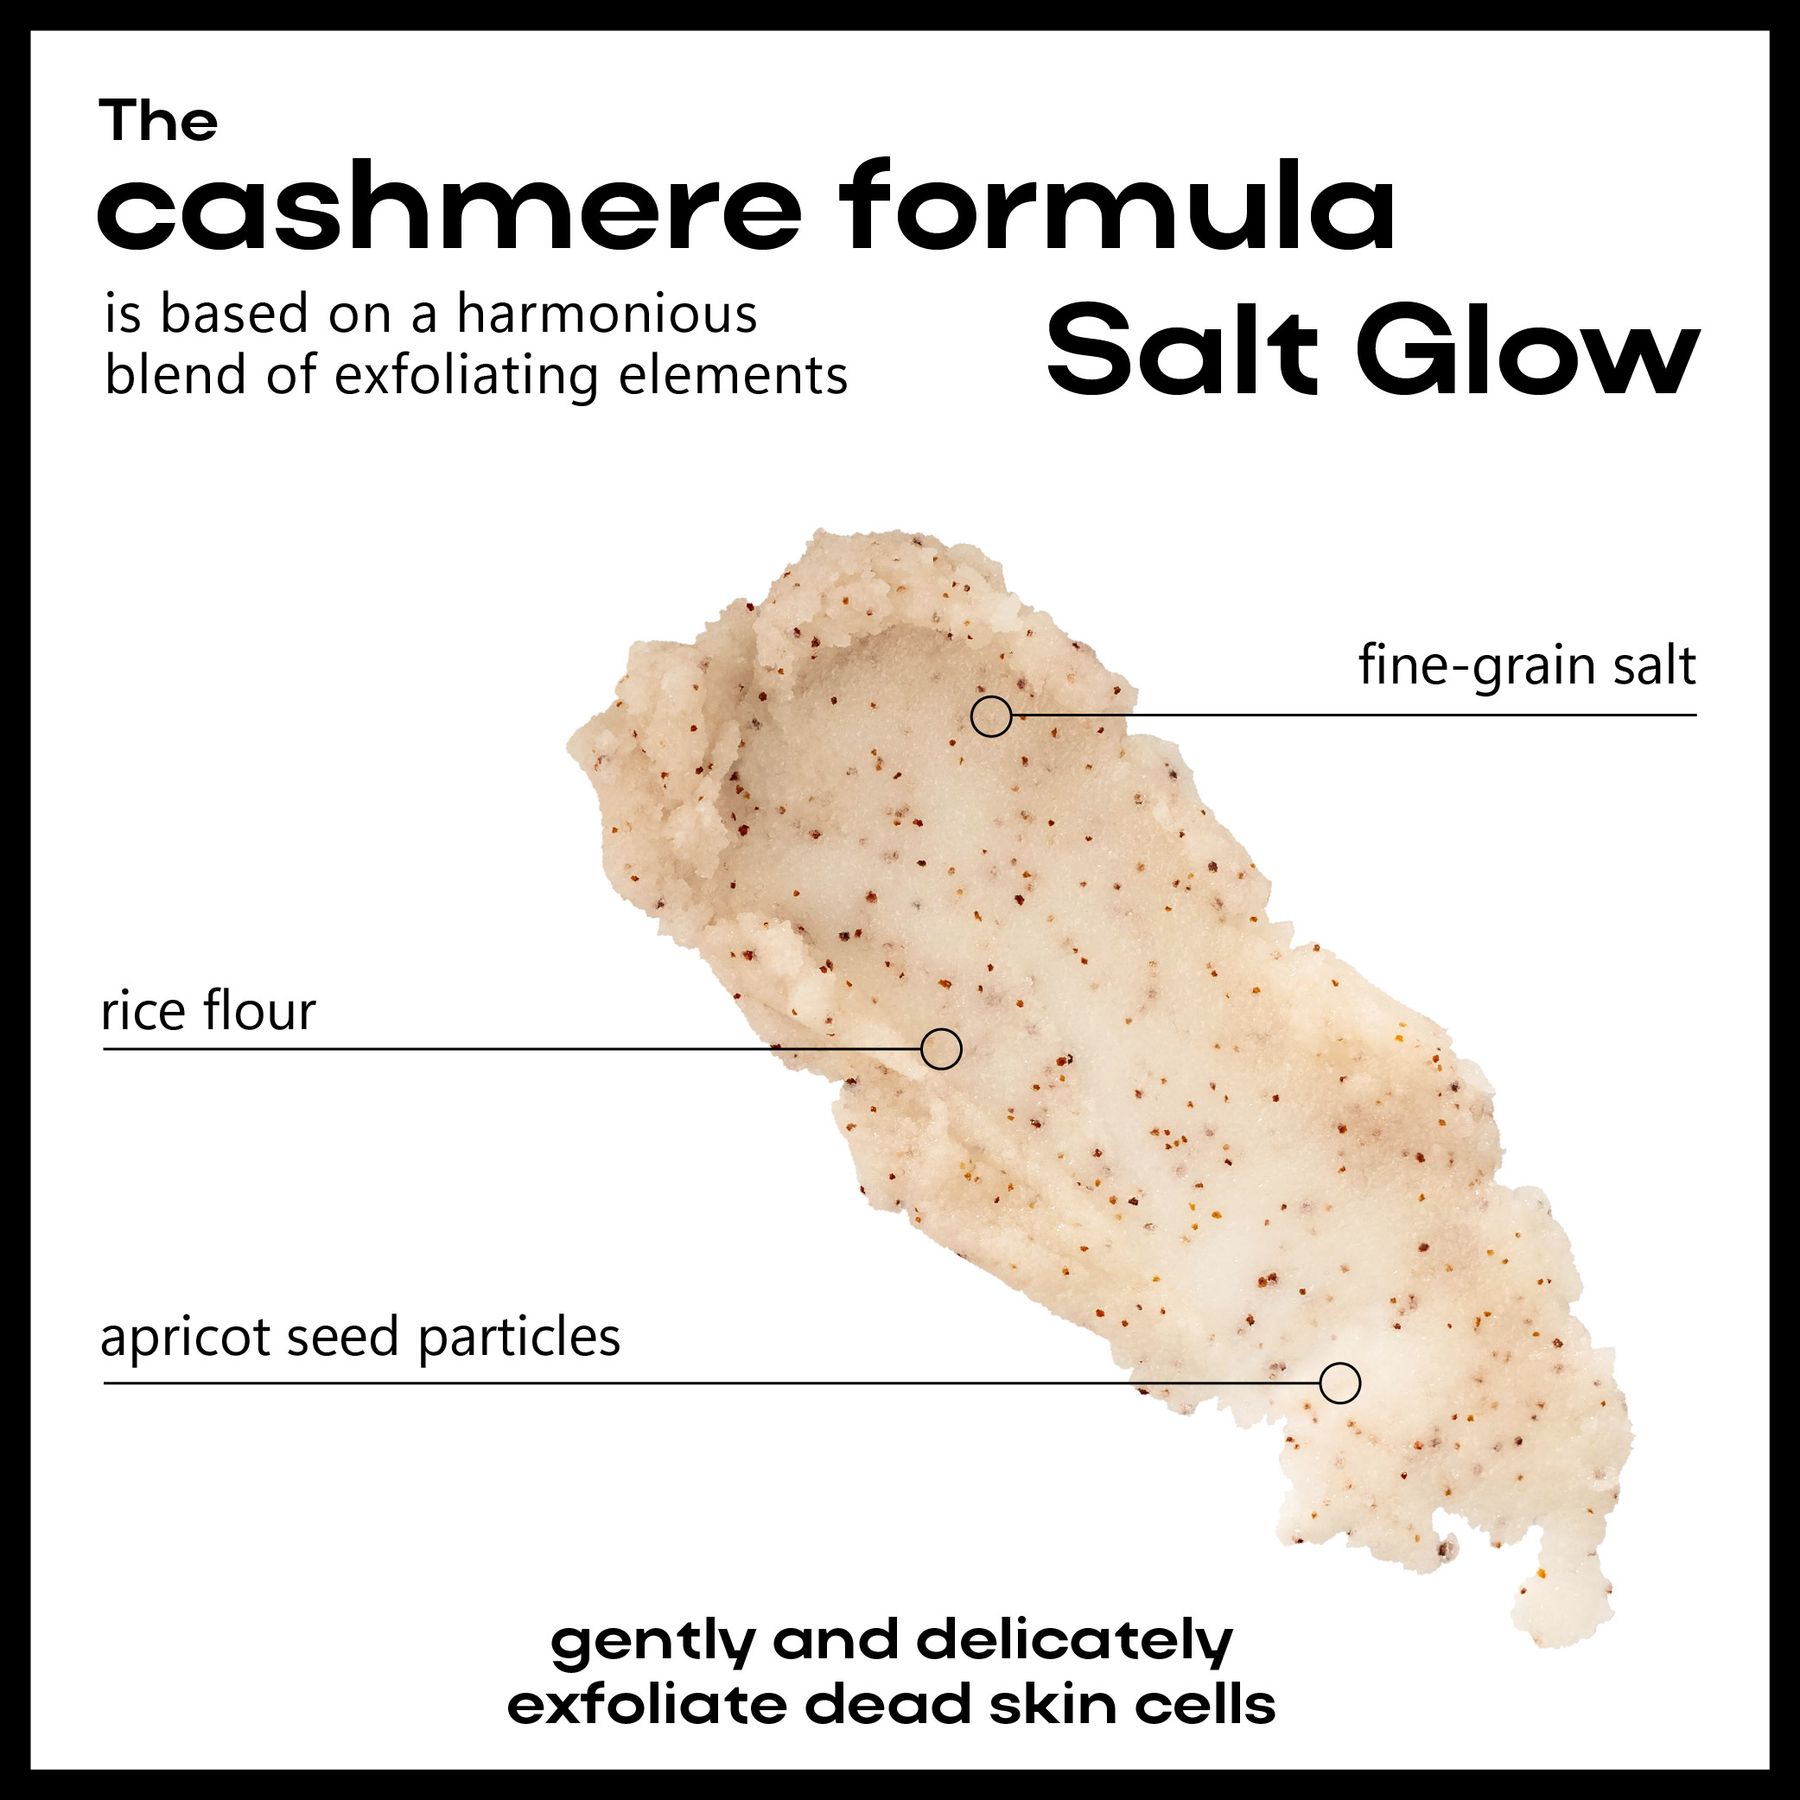 The
cashmere formula
is based on a harmonious
blend of exfoliating elements
Salt Glow
fine-grain salt
rice flour
apricot seed particles
gently and delicately
exfoliate dead skin cells